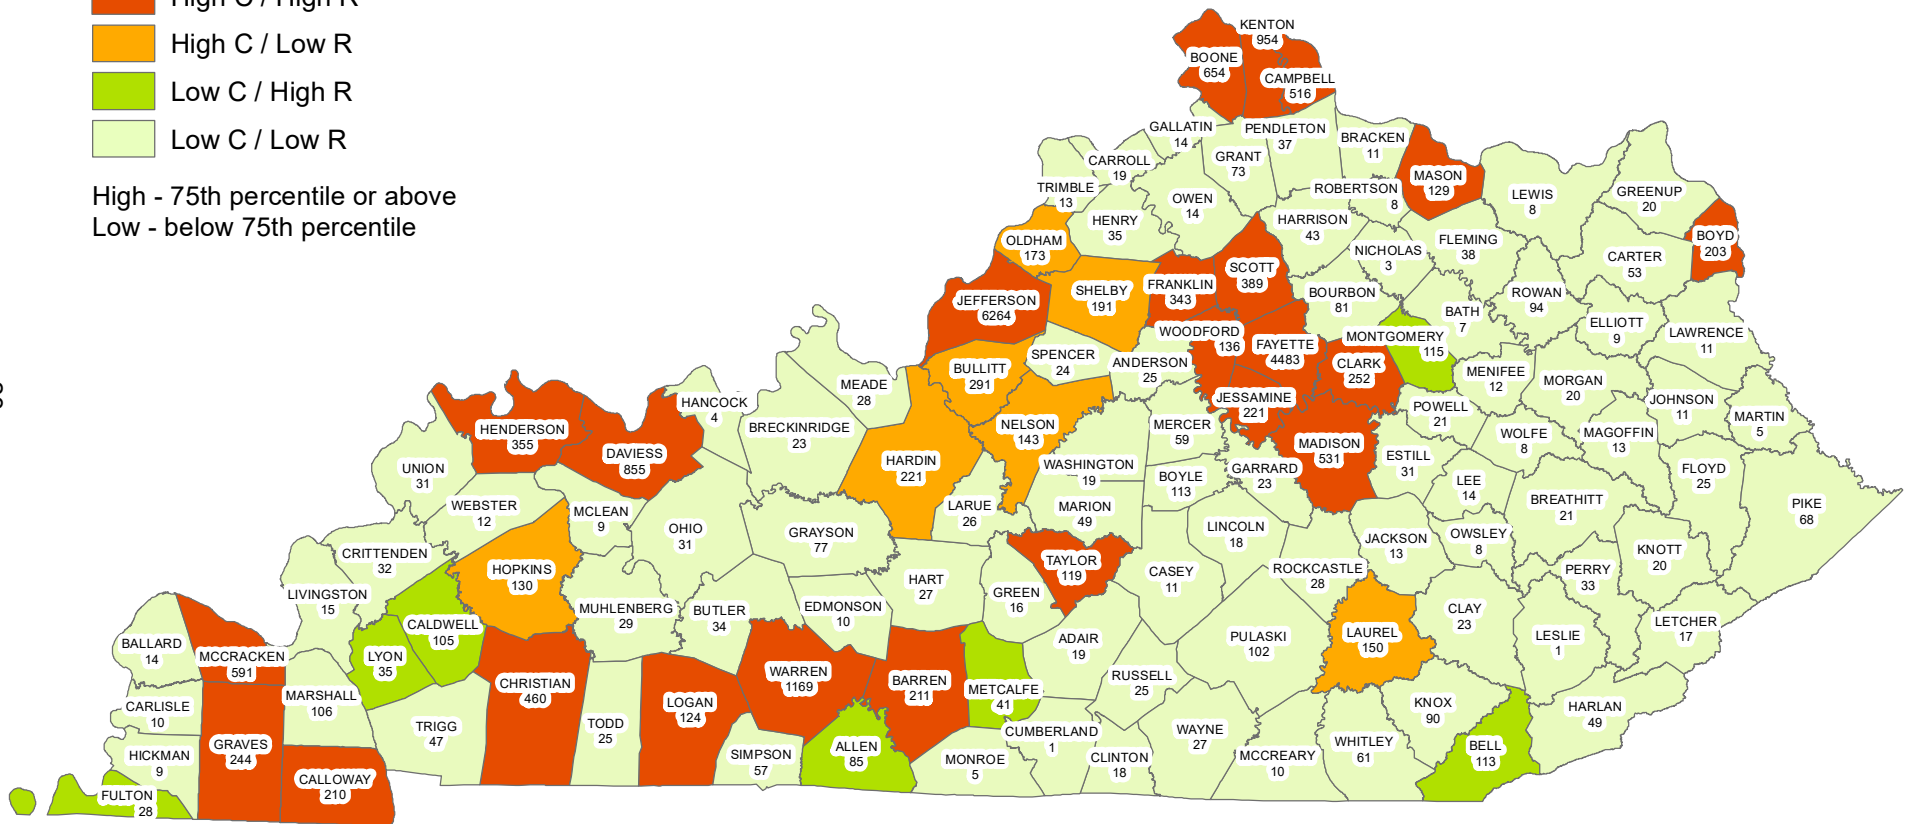 High C / High R
High C / Low R
Low C / High R
Low C / Low R
High - 75th percentile or above
Low - below 75th percentile
KENTON
954
BOONE
654
CAMPBELL
516
GALLATIN
14
PENDLETON
37
BRACKEN
11
CARROLL
19
GRANT
73
MASON
129
TRIMBLE
13
OWEN
14
ROBERTSON
8
LEWIS
8
GREENUP
20
HENRY
35
HARRISON
43
OLDHAM
173
NICHOLAS
3
FLEMING
38
BOYD
203
CARTER
53
SCOTT
389
FRANKLIN
343
SHELBY
191
JEFFERSON
6264
BOURBON
81
ROWAN
94
BATH
7
ELLIOTT
9
LAWRENCE
11
WOODFORD
136
FAYETTE
4483
MONTGOMERY
115
SPENCER
24
ANDERSON
25
CLARK
252
BULLITT
291
MENIFEE
12
MORGAN
20
JOHNSON
11
MARTIN
5
MEADE
28
HANCOCK
4
JESSAMINE
221
POWELL
21
BRECKINRIDGE
23
NELSON
143
MERCER
59
WOLFE
8
MAGOFFIN
13
HENDERSON
355
DAVIESS
855
MADISON
531
HARDIN
221
WASHINGTON
19
ESTILL
31
UNION
31
GARRARD
23
FLOYD
25
BOYLE
113
LEE
14
BREATHITT
21
PIKE
68
WEBSTER
12
MCLEAN
9
LARUE
26
MARION
49
OHIO
31
GRAYSON
77
LINCOLN
18
JACKSON
13
OWSLEY
8
KNOTT
20
CRITTENDEN
32
HOPKINS
130
TAYLOR
119
CASEY
11
ROCKCASTLE
28
PERRY
33
HART
27
LIVINGSTON
15
GREEN
16
MUHLENBERG
29
BUTLER
34
EDMONSON
10
CLAY
23
CALDWELL
105
LETCHER
17
BALLARD
14
MCCRACKEN
591
LYON
35
ADAIR
19
PULASKI
102
LAUREL
150
LESLIE
1
CHRISTIAN
460
WARREN
1169
BARREN
211
METCALFE
41
RUSSELL
25
MARSHALL
106
LOGAN
124
CARLISLE
10
TRIGG
47
TODD
25
KNOX
90
HARLAN
49
CUMBERLAND
1
WAYNE
27
WHITLEY
61
BELL
113
GRAVES
244
HICKMAN
9
SIMPSON
57
ALLEN
85
MONROE
5
CLINTON
18
MCCREARY
10
CALLOWAY
210
FULTON
28